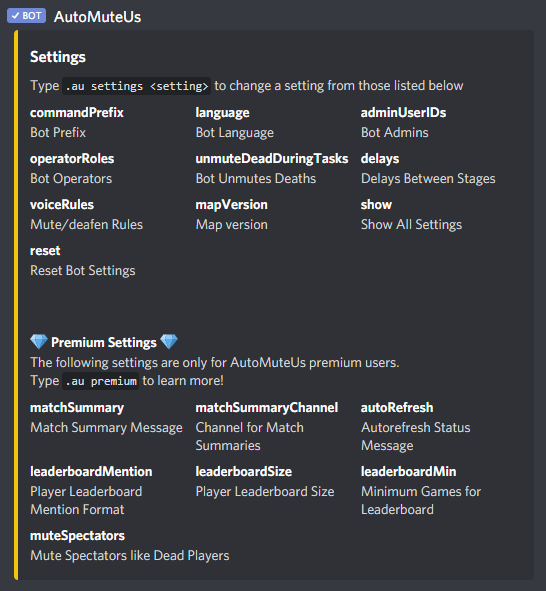 BOT AutoMuteUs
Settings
Type .au settings <setting> to change a setting from those listed below
commandPrefix language adminUserIDs
Bot Prefix Bot Language Bot Admins
operatorRoles unmuteDeadDuringTasks delays
Bot Operators Bot Unmutes Deaths Delays Between Stages
voiceRules mapVersion show
Mute/deafen Rules Map version Show All Settings
reset
Reset Bot Settings
Premium Settings
The following settings are only for AutoMuteUs premium users.
Type .au premium to learn more!
matchSummary matchSummaryChannel autoRefresh
Match Summary Message Channel for Match Autorefresh Status
Summaries Message
leaderboardMention leaderboardSize leaderboardMin
Player Leaderboard Player Leaderboard Size Minimum Games for
Mention Format Leaderboard
muteSpectators
Mute Spectators like Dead Players